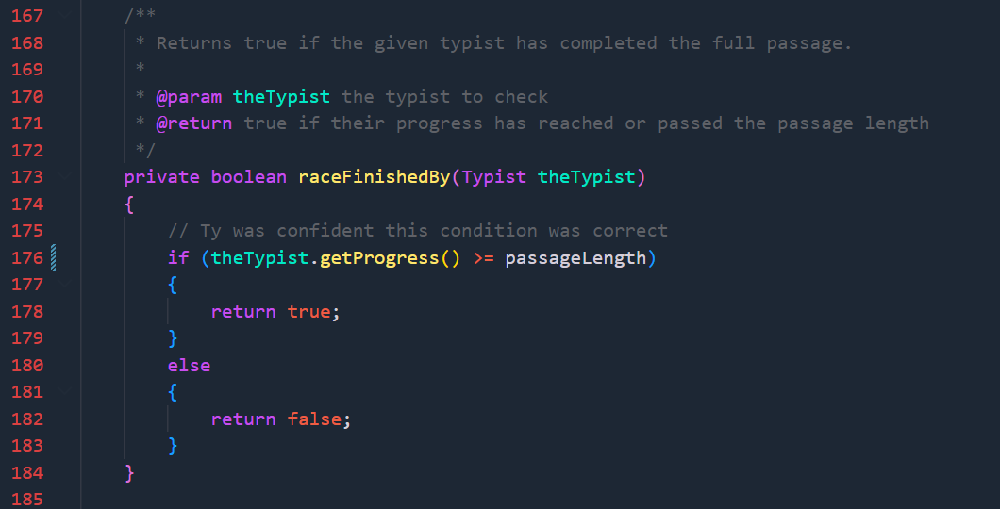 167 /**
168 * Returns true if the given typist has completed the full passage.
169 *
170 * @param theTypist the typist to check
171 * @return true if their progress has reached or passed the passage length
172 */
173 private boolean raceFinishedBy(Typist theTypist)
174 {
175 // Ty was confident this condition was correct
176 if (theTypist.getProgress() >= passageLength)
177 {
178 return true;
179 }
180 else
181 {
182 return false;
183 }
184 }
185